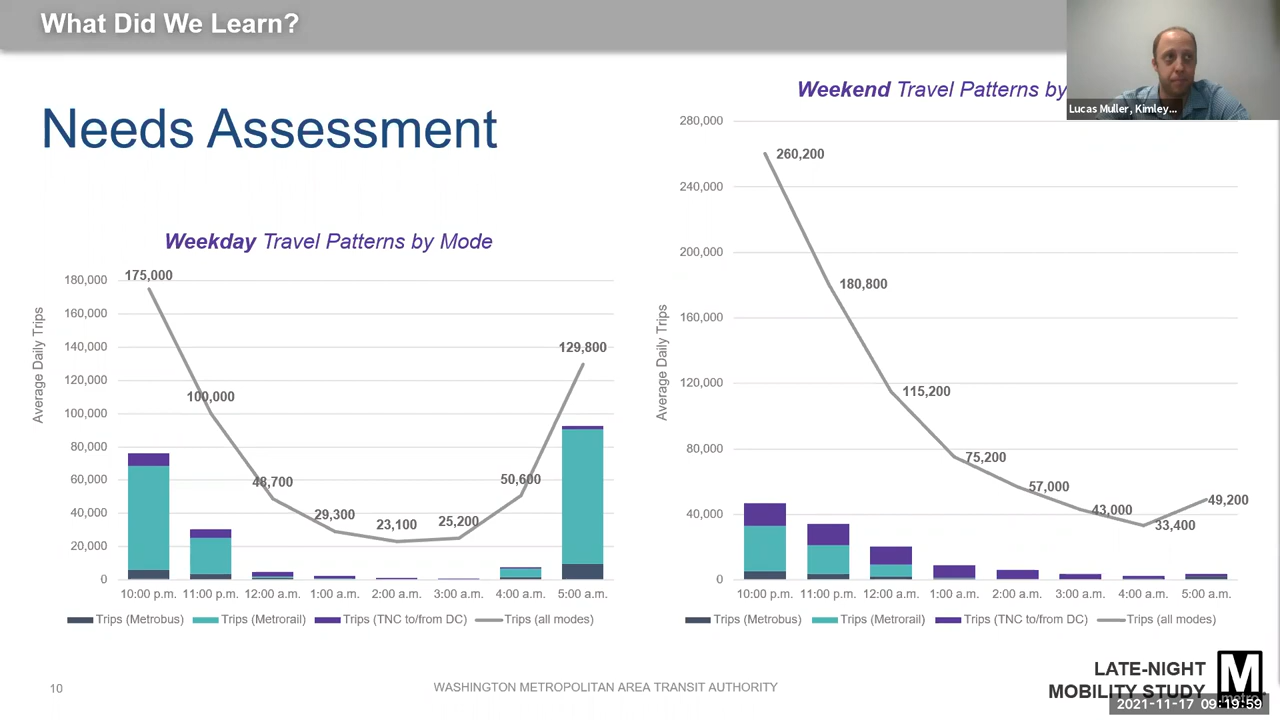 What Did We Learn?
Lucas Muller, Kimley...
Needs Assessment
Weekday Travel Patterns by Mode
Average Daily Trips
180,000
160,000
140,000
120,000
100,000
80,000
60,000
40,000
20,000
0
175,000
100,000
48,700
29,300
23,100
25,200
50,600
129,800
10:00 p.m. 11:00 p.m. 12:00 a.m. 1:00 a.m. 2:00 a.m. 3:00 a.m. 4:00 a.m. 5:00 a.m.
Trips (Metrobus) Trips (Metrorail) Trips (TNC to/from DC) Trips (all modes)
Weekend Travel Patterns by
Average Daily Trips
280,000
240,000
200,000
160,000
120,000
80,000
40,000
0
260,200
180,800
115,200
75,200
57,000
43,000
33,400
49,200
10:00 p.m. 11:00 p.m. 12:00 a.m. 1:00 a.m. 2:00 a.m. 3:00 a.m. 4:00 a.m. 5:00 a.m.
Trips (Metrobus) Trips (Metrorail) Trips (TNC to/from DC) Trips (all modes)
10
WASHINGTON METROPOLITAN AREA TRANSIT AUTHORITY
LATE-NIGHT
MOBILITY STUDY
M
metro
2021-11-17 09:19:59